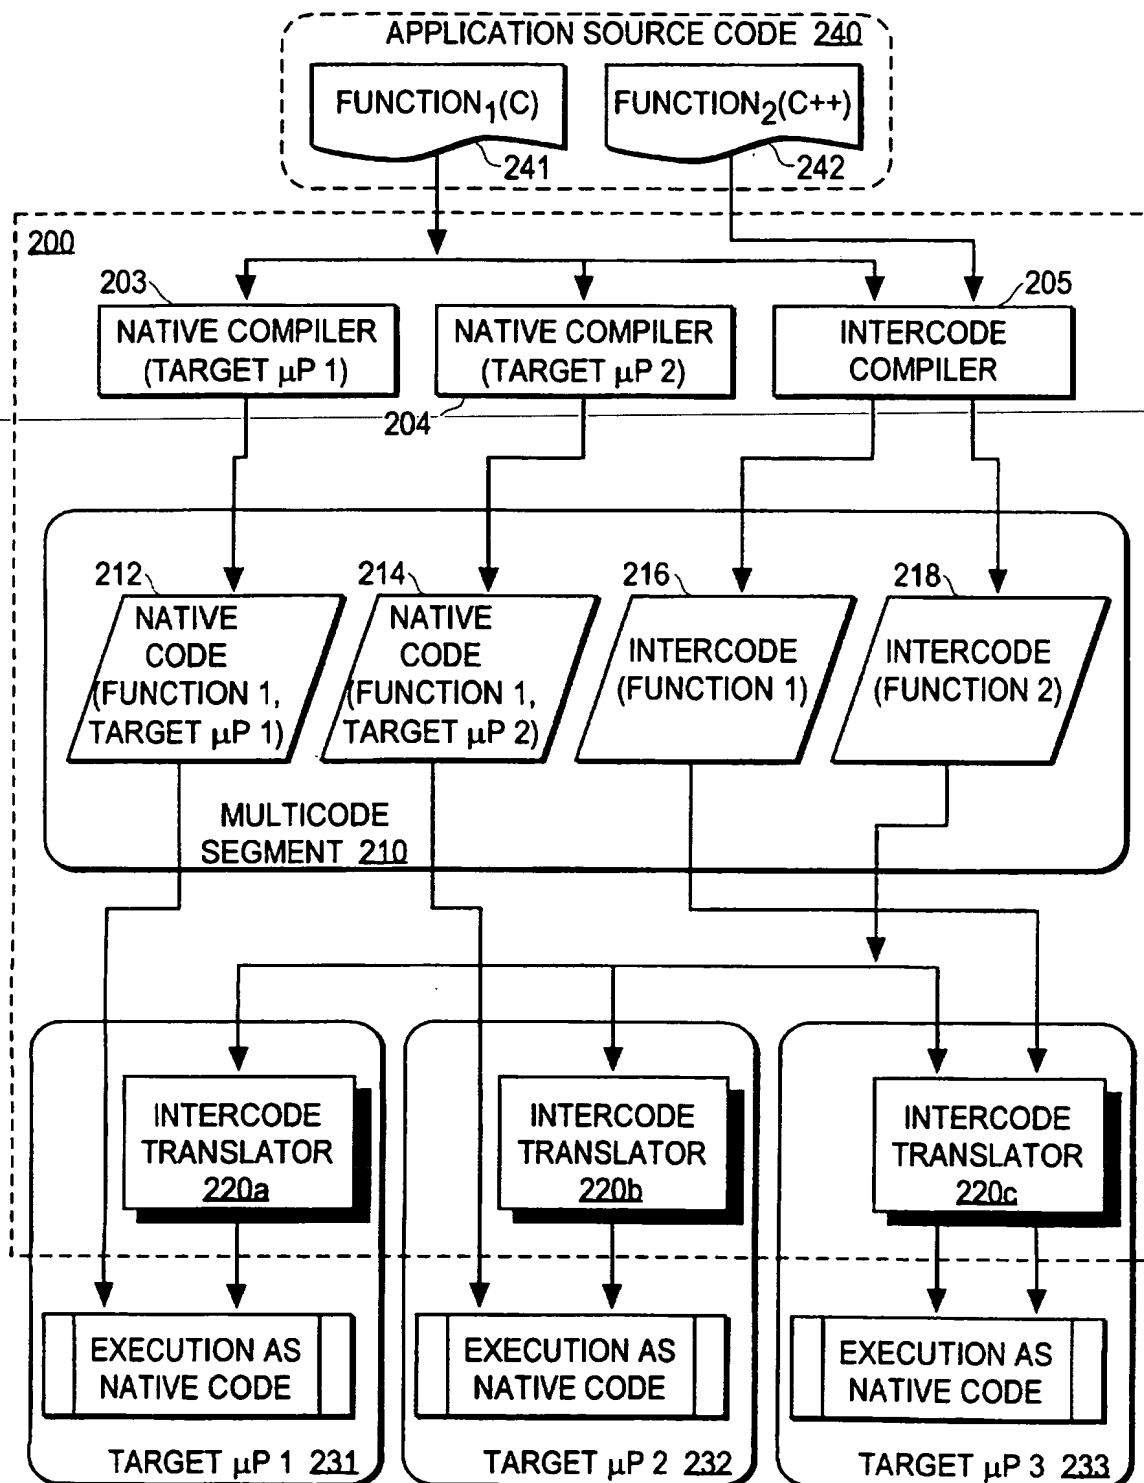 APPLICATION SOURCE CODE 240
FUNCTION1(C)
FUNCTION2(C++)
241
242
200
203
205
NATIVE COMPILER
(TARGET μP 1)
NATIVE COMPILER
(TARGET μP 2)
INTERCODE
COMPILER
204
212
214
216
218
NATIVE
CODE
(FUNCTION 1,
TARGET μP 1)
NATIVE
CODE
(FUNCTION 1,
TARGET μP 2)
INTERCODE
(FUNCTION 1)
INTERCODE
(FUNCTION 2)
MULTICODE
SEGMENT 210
INTERCODE
TRANSLATOR
220a
INTERCODE
TRANSLATOR
220b
INTERCODE
TRANSLATOR
220c
EXECUTION AS
NATIVE CODE
EXECUTION AS
NATIVE CODE
EXECUTION AS
NATIVE CODE
TARGET μP 1 231
TARGET μP 2 232
TARGET μP 3 233